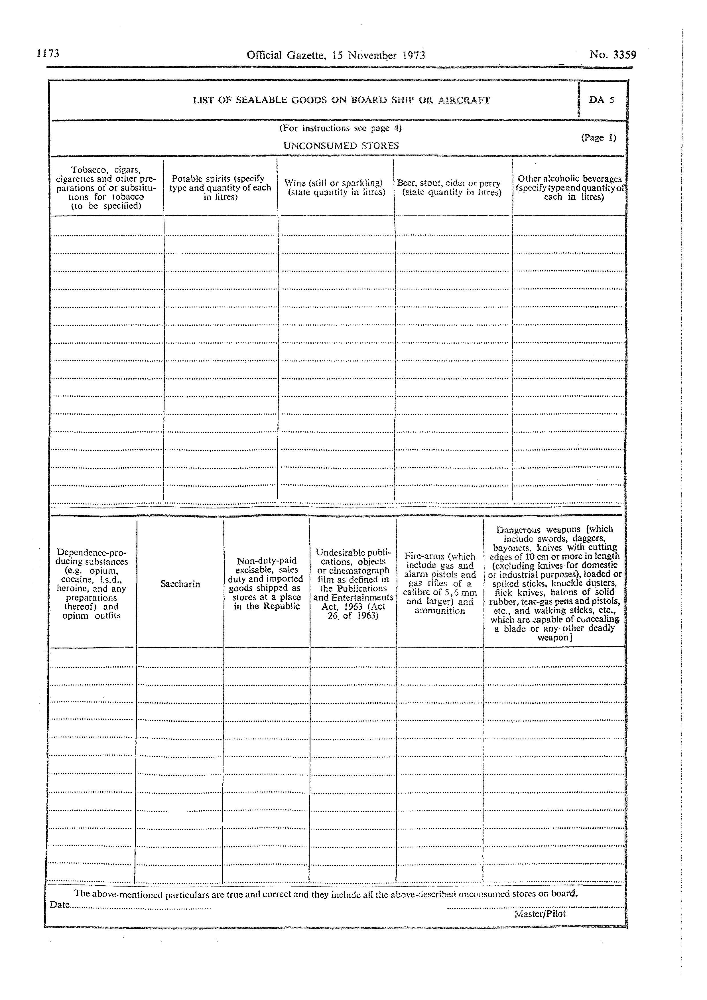 1173 Official Gazette, 15 November 1973 No. 3359
LIST OF SEALABLE GOODS ON BOARD SHIP OR AIRCRAFT DA 5
(For instructions see page 4)
(Page 1)
UNCONSUMED STORES
Tobacco, cigars,
cigarettes and other pre-
parations of or substitu-
tions for tobacco
(to be specified)
Potable spirits (specify
type and quantity of each
in litres)
Wine (still or sparkling)
(state quantity in litres)
Beer, stout, cider or perry
(state quantity in litres)
Other alcoholic beverages
(specify type and quantity of
each in litres)
Dependence-pro-
ducing substances
(e.g. opium,
cocaine, l.s.d.,
heroine, and any
preparations
thereof) and
opium outfits
Saccharin
Non-duty-paid
excisable, sales
duty and imported
goods shipped as
stores at a place
in the Republic
Undesirable publi-
cations, objects
or cinematograph
film as defined in
the Publications
and Entertainments
Act, 1963 (Act
26 of 1963)
Fire-arms (which
include gas and
alarm pistols and
gas rifles of a
calibre of 5,6 mm
and larger) and
ammunition
Dangerous weapons [which
include swords, daggers,
bayonets, knives with cutting
edges of 10 cm or more in length
(excluding knives for domestic
or industrial purposes), loaded or
spiked sticks, knuckle dusters,
flick knives, batons of solid
rubber, tear-gas pens and pistols,
etc., and walking sticks, etc.,
which are capable of concealing
a blade or any other deadly
weapon]
The above-mentioned particulars are true and correct and they include all the above-described unconsumed stores on board.
Date
Master/Pilot